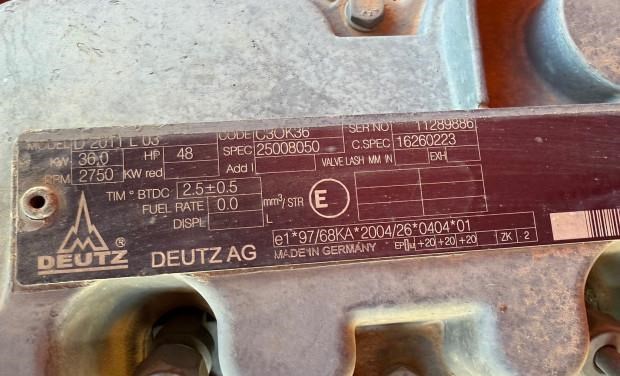 MODEL D 2011 L 03 CODE C3OK36 SER NO 11289886
KW 36,0 HP 48 SPEC 25008050 C.SPEC 16260223
RPM 2750 KW red Add I VALVE LASH MM IN EXH
TIM ° BTDC 2.5±0.5
FUEL RATE 0.0 mm³/STR E
DISPL L
DEUTZ ® DEUTZ AG e1*97/68KA*2004/26*0404*01
MADE IN GERMANY +20 +20 +20 ZK 2